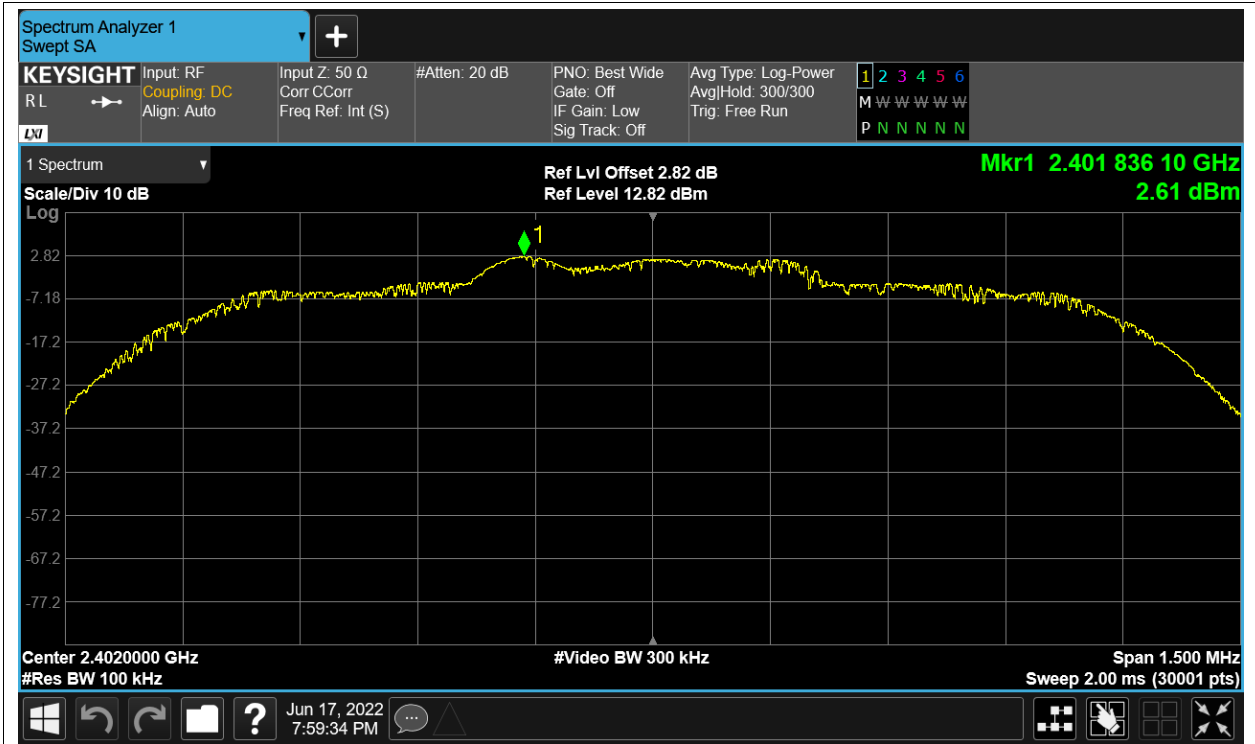 Spectrum Analyzer 1
Swept SA
KEYSIGHT
R L
LXI
Input: RF
Coupling: DC
Align: Auto
Input Z: 50 Ω
Corr CCorr
Freq Ref: Int (S)
#Atten: 20 dB
PNO: Best Wide
Gate: Off
IF Gain: Low
Sig Track: Off
Avg Type: Log-Power
Avg|Hold: 300/300
Trig: Free Run
1 2 3 4 5 6
M W W W W W
P N N N N N
1 Spectrum
Scale/Div 10 dB
Log
Ref Lvl Offset 2.82 dB
Ref Level 12.82 dBm
Mkr1 2.401 836 10 GHz
2.61 dBm
1
2.82
-7.18
-17.2
-27.2
-37.2
-47.2
-57.2
-67.2
-77.2
Center 2.4020000 GHz
#Video BW 300 kHz
Span 1.500 MHz
#Res BW 100 kHz
Sweep 2.00 ms (30001 pts)
?
Jun 17, 2022
7:59:34 PM